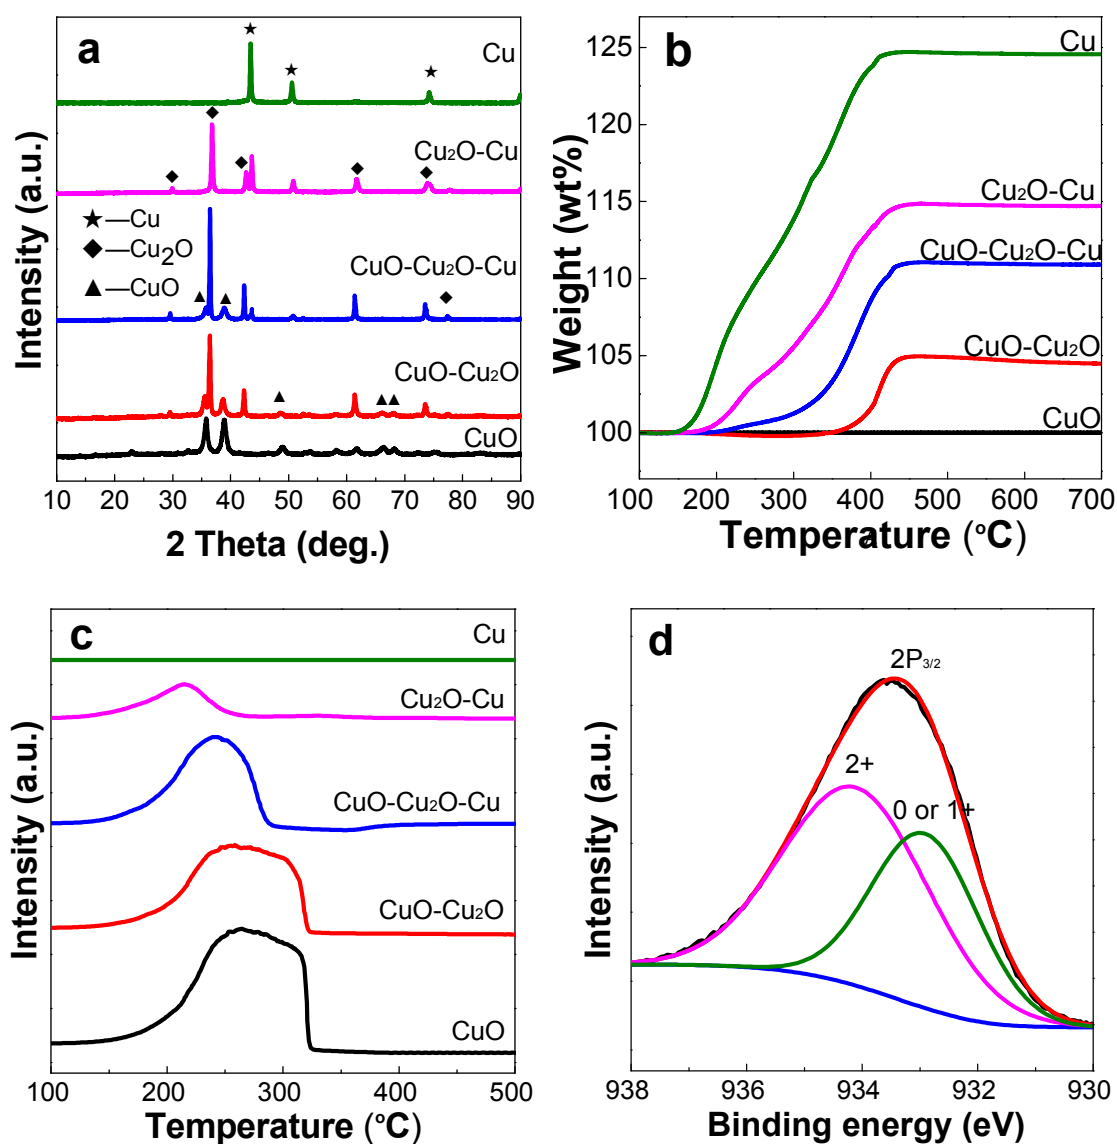 a
Cu
Cu₂O-Cu
★—Cu
◆—Cu₂O
▲—CuO
CuO-Cu₂O-Cu
CuO-Cu₂O
CuO
Intensity (a.u.)
10 20 30 40 50 60 70 80 90
2 Theta (deg.)
b
Cu
Cu₂O-Cu
CuO-Cu₂O-Cu
CuO-Cu₂O
CuO
125
120
115
110
105
100
Weight (wt%)
100 200 300 400 500 600 700
Temperature (°C)
c
Cu
Cu₂O-Cu
CuO-Cu₂O-Cu
CuO-Cu₂O
CuO
Intensity (a.u.)
100 200 300 400 500
Temperature (°C)
d
2P₃/₂
2+
0 or 1+
Intensity (a.u.)
938 936 934 932 930
Binding energy (eV)